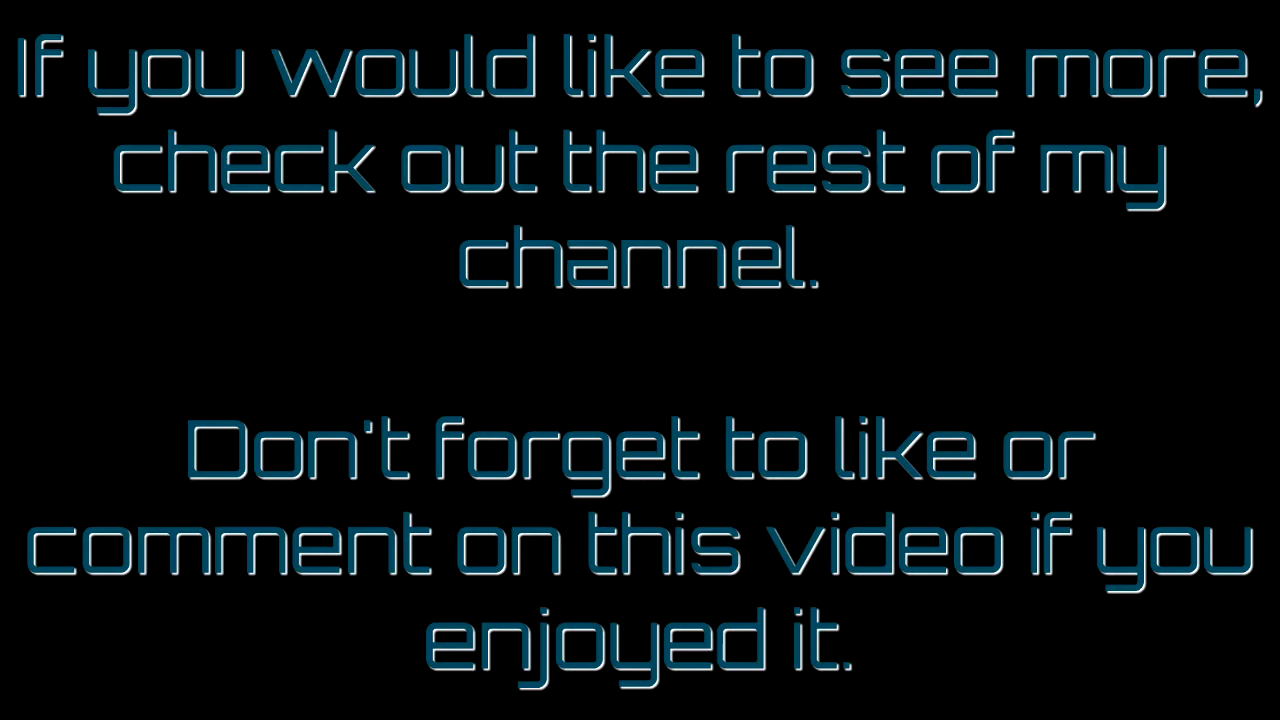 If you would like to see more,
check out the rest of my
channel.
Don't forget to like or
comment on this video if you
enjoyed it.